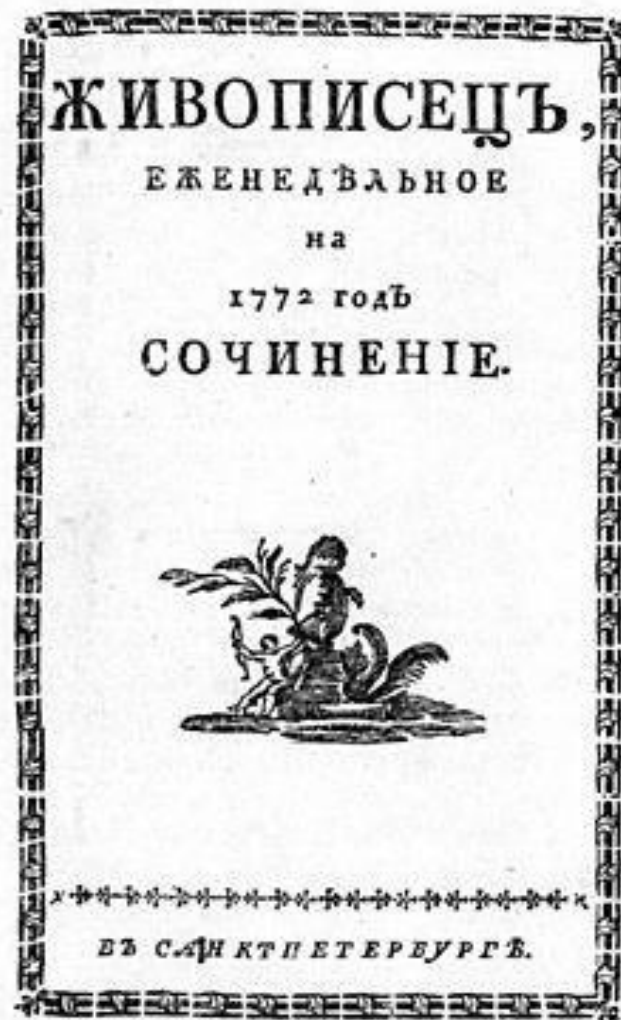 ЖИВОПИСЕЦЪ,
ЕЖЕНЕДѢЛЬНОЕ
на
1772 годЪ
СОЧИНЕНІЕ.
ВЪ САНКТПЕТЕРБУРГѢ.